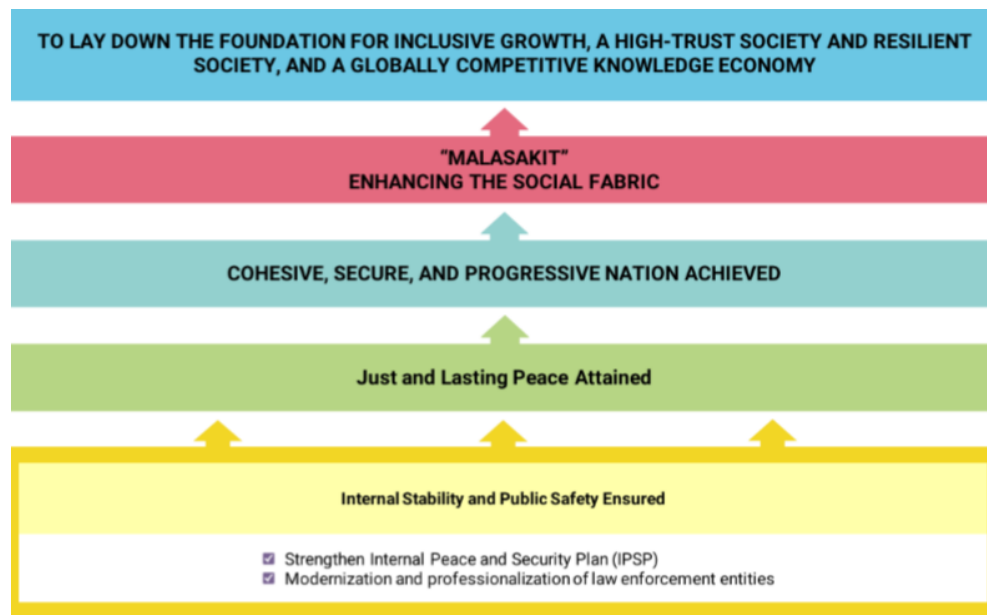 TO LAY DOWN THE FOUNDATION FOR INCLUSIVE GROWTH, A HIGH-TRUST SOCIETY AND RESILIENT
SOCIETY, AND A GLOBALLY COMPETITIVE KNOWLEDGE ECONOMY
“MALASAKIT”
ENHANCING THE SOCIAL FABRIC
COHESIVE, SECURE, AND PROGRESSIVE NATION ACHIEVED
Just and Lasting Peace Attained
Internal Stability and Public Safety Ensured
Strengthen Internal Peace and Security Plan (IPSP)
Modernization and professionalization of law enforcement entities